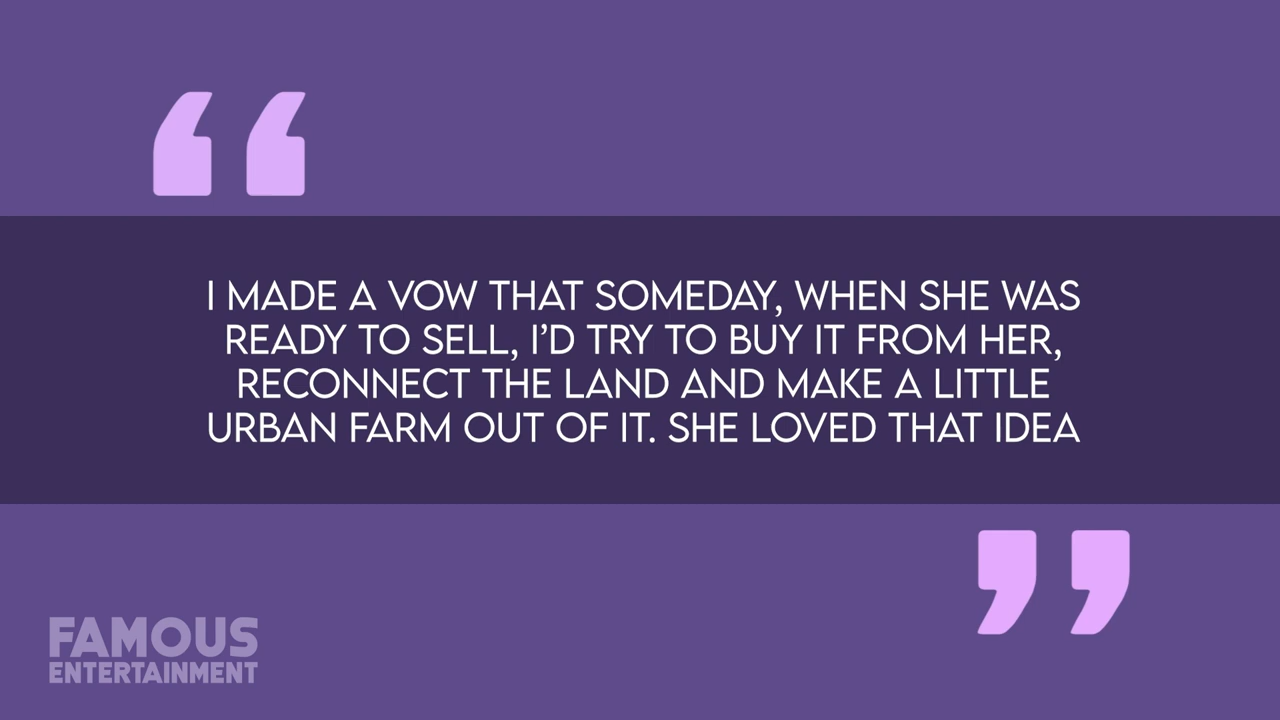 I MADE A VOW THAT SOMEDAY, WHEN SHE WAS
READY TO SELL, I’D TRY TO BUY IT FROM HER,
RECONNECT THE LAND AND MAKE A LITTLE
URBAN FARM OUT OF IT. SHE LOVED THAT IDEA
FAMOUS
ENTERTAINMENT